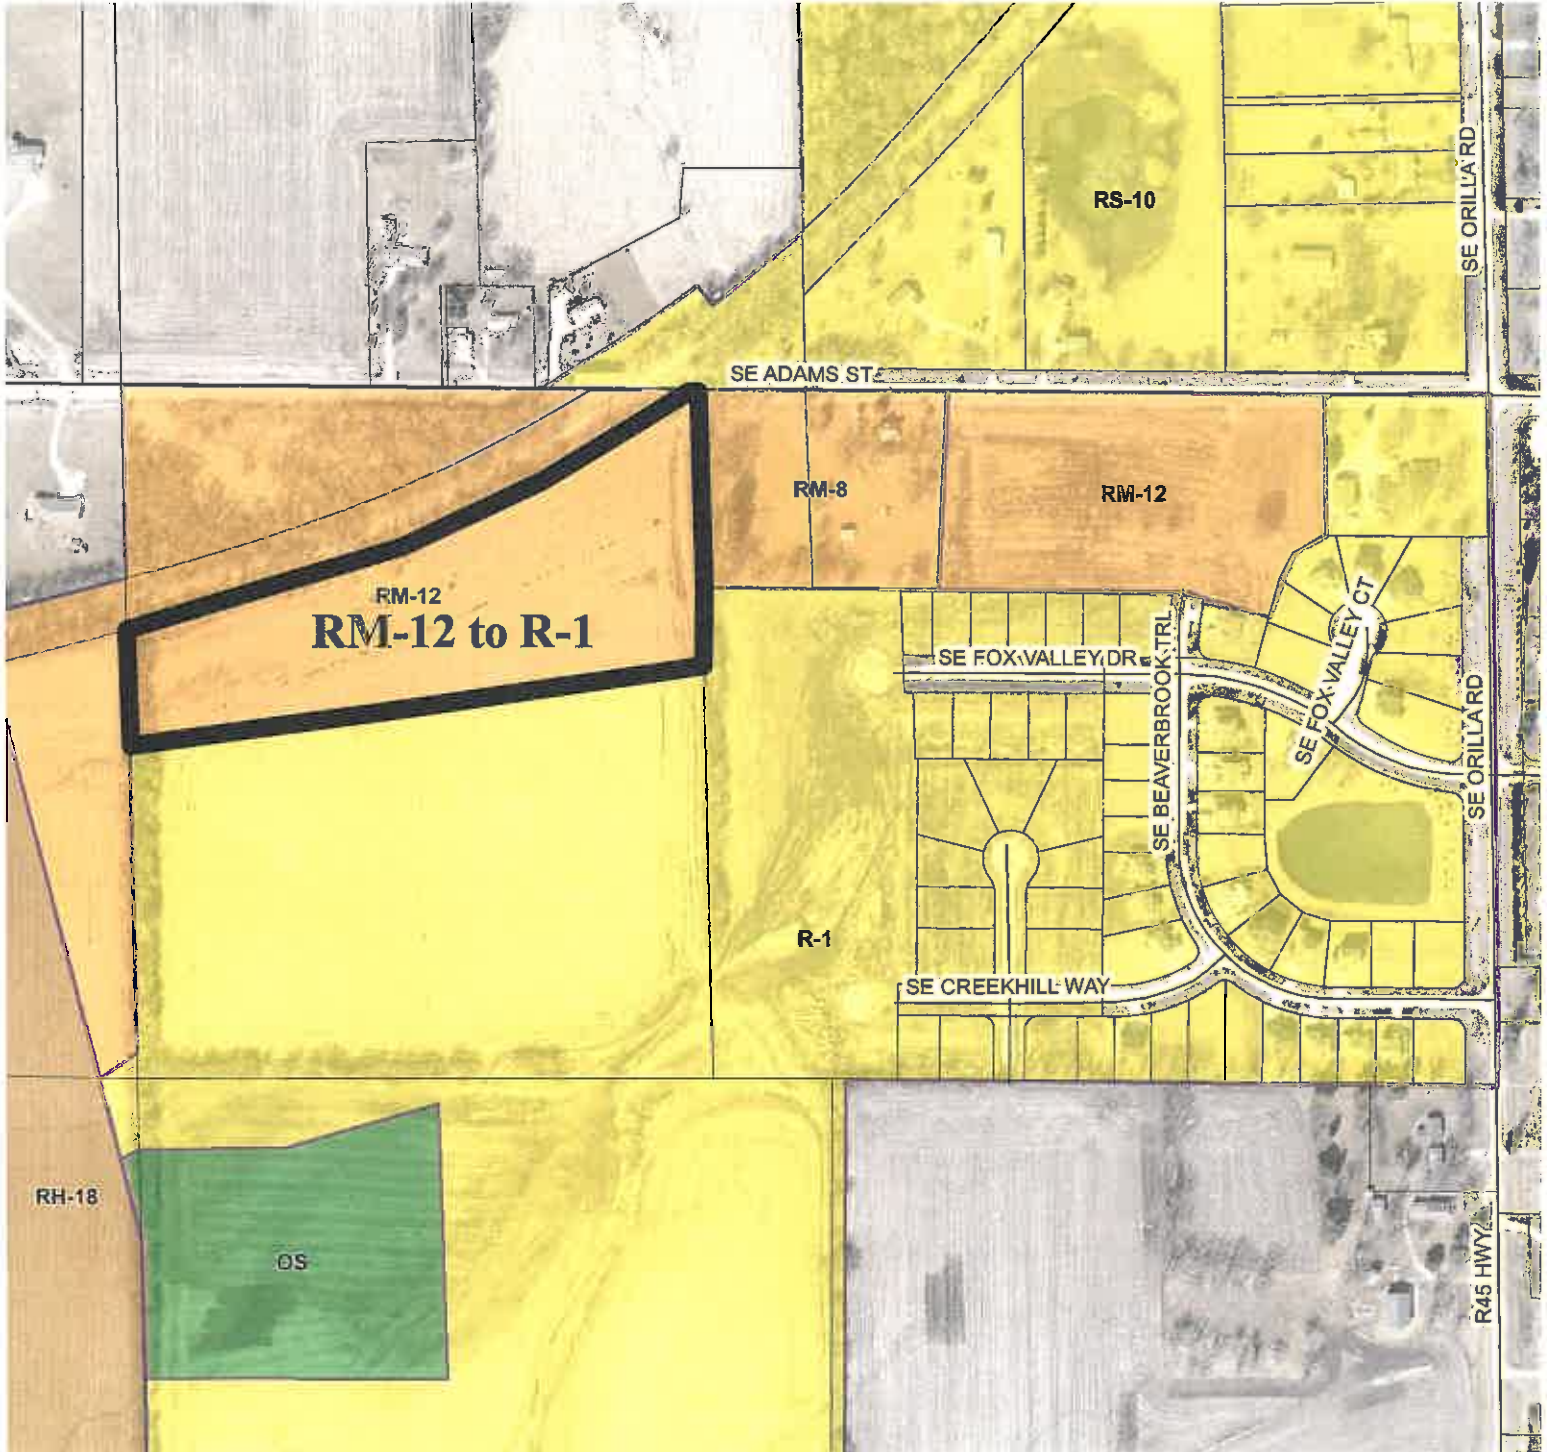 RS-10
SE ORILLA RD
SE ADAMS ST
RM-8
RM-12
RM-12
RM-12 to R-1
SE FOX VALLEY CT
SE FOX VALLEY DR
SE BEAVERBROOK TRL
SE ORILLA RD
R-1
SE CREEKHILL WAY
RH-18
OS
R45 HWY